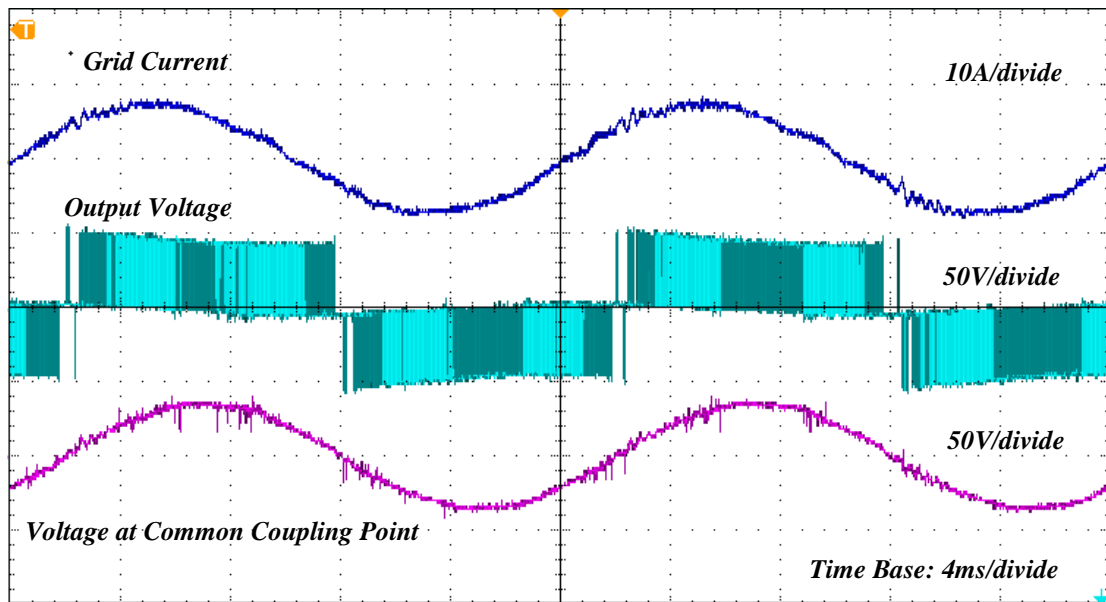 T
Grid Current
10A/divide
Output Voltage
50V/divide
50V/divide
Voltage at Common Coupling Point
Time Base: 4ms/divide